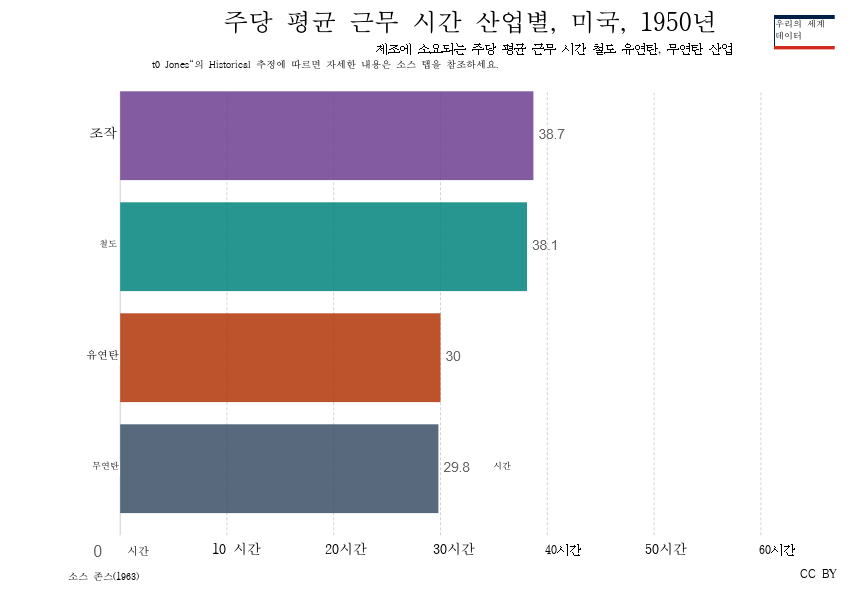 주당 평균 근무 시간 산업별, 미국, 1950년
우리의 세계
데이터
제조에 소요되는 주당 평균 근무 시간 철도 유연탄, 무연탄 산업
t0 Jones"의 Historical 추정에 따르면 자세한 내용은 소스 탭을 참조하세요.
조작
38.7
철도
38.1
유연탄
30
무연탄
29.8 시간
0 시간
10 시간
20시간
30시간
40시간
50시간
60시간
소스 존스(1963)
CC BY